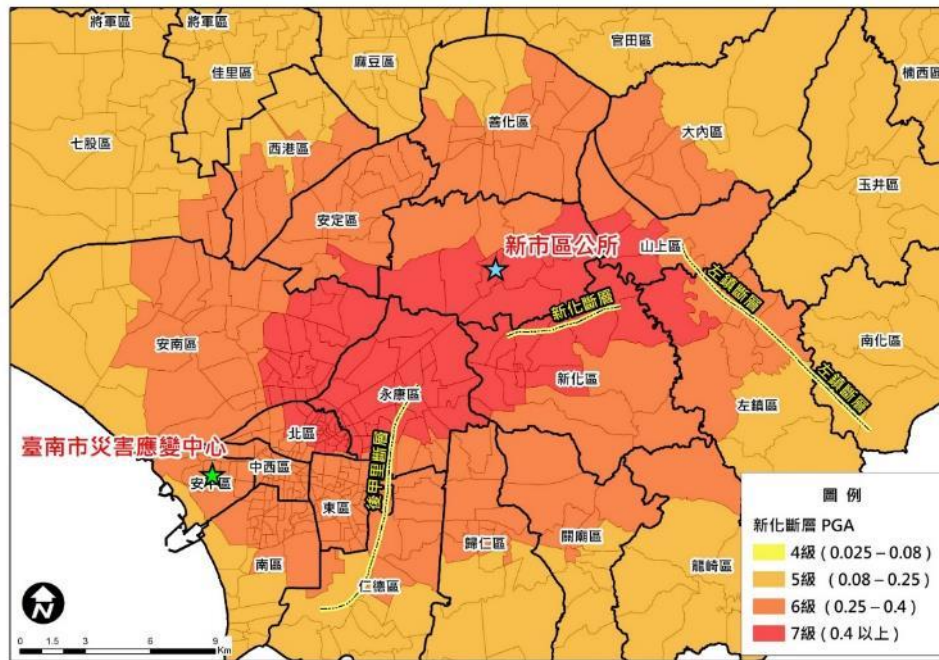 將軍區
將軍區
官田區
麻豆區
佳里區
楠西區
善化區
大內區
七股區
西港區
玉井區
安定區
新市區公所
山上區
左鎮斷層
新化斷層
安南區
南化區
新化區
永康區
左鎮斷層
左鎮區
北區
臺南市災害應變中心
中西區
後甲里斷層
安平區
東區
關廟區
歸仁區
龍崎區
南區
仁德區
圖 例
新化斷層 PGA
4級 ( 0.025 – 0.08)
5級 ( 0.08 – 0.25)
6級 ( 0.25 – 0.4)
7級 ( 0.4 以上 )
N
0 1.5 3 6 9
Km